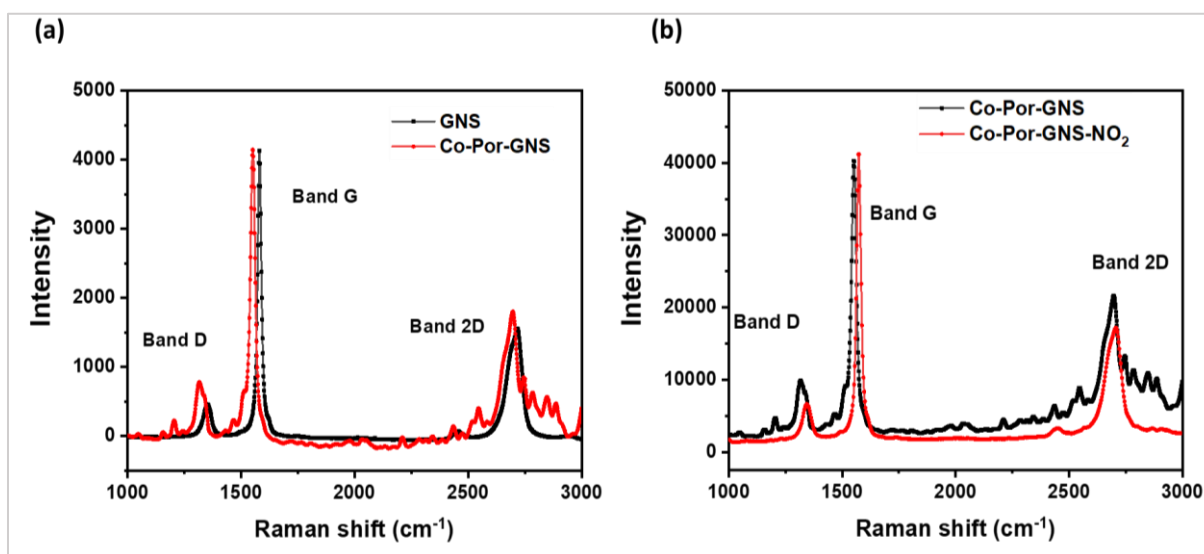 (a)
5000
4000
3000
2000
1000
0
Intensity
GNS
Co-Por-GNS
Band G
Band D
Band 2D
1000 1500 2000 2500 3000
Raman shift (cm⁻¹)
(b)
50000
40000
30000
20000
10000
0
Intensity
Co-Por-GNS
Co-Por-GNS-NO₂
Band G
Band 2D
Band D
1000 1500 2000 2500 3000
Raman shift (cm⁻¹)